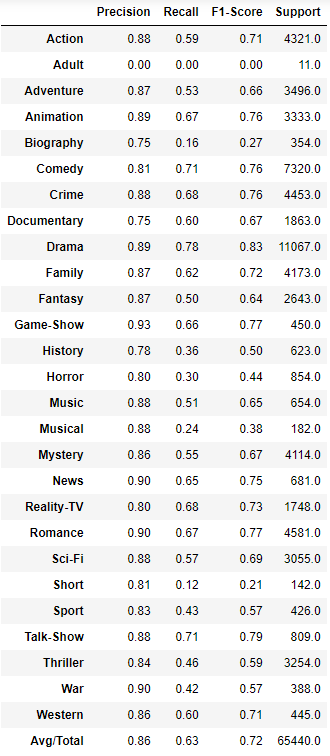 Precision Recall F1-Score Support
Action 0.88 0.59 0.71 4321.0
Adult 0.00 0.00 0.00 11.0
Adventure 0.87 0.53 0.66 3496.0
Animation 0.89 0.67 0.76 3333.0
Biography 0.75 0.16 0.27 354.0
Comedy 0.81 0.71 0.76 7320.0
Crime 0.88 0.68 0.76 4453.0
Documentary 0.75 0.60 0.67 1863.0
Drama 0.89 0.78 0.83 11067.0
Family 0.87 0.62 0.72 4173.0
Fantasy 0.87 0.50 0.64 2643.0
Game-Show 0.93 0.66 0.77 450.0
History 0.78 0.36 0.50 623.0
Horror 0.80 0.30 0.44 854.0
Music 0.88 0.51 0.65 654.0
Musical 0.88 0.24 0.38 182.0
Mystery 0.86 0.55 0.67 4114.0
News 0.90 0.65 0.75 681.0
Reality-TV 0.80 0.68 0.73 1748.0
Romance 0.90 0.67 0.77 4581.0
Sci-Fi 0.88 0.57 0.69 3055.0
Short 0.81 0.12 0.21 142.0
Sport 0.83 0.43 0.57 426.0
Talk-Show 0.88 0.71 0.79 809.0
Thriller 0.84 0.46 0.59 3254.0
War 0.90 0.42 0.57 388.0
Western 0.86 0.60 0.71 445.0
Avg/Total 0.86 0.63 0.72 65440.0